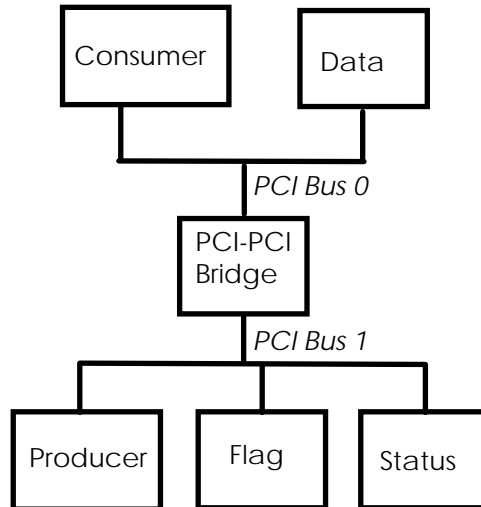 Consumer
Data
PCI Bus 0
PCI-PCI
Bridge
PCI Bus 1
Producer
Flag
Status